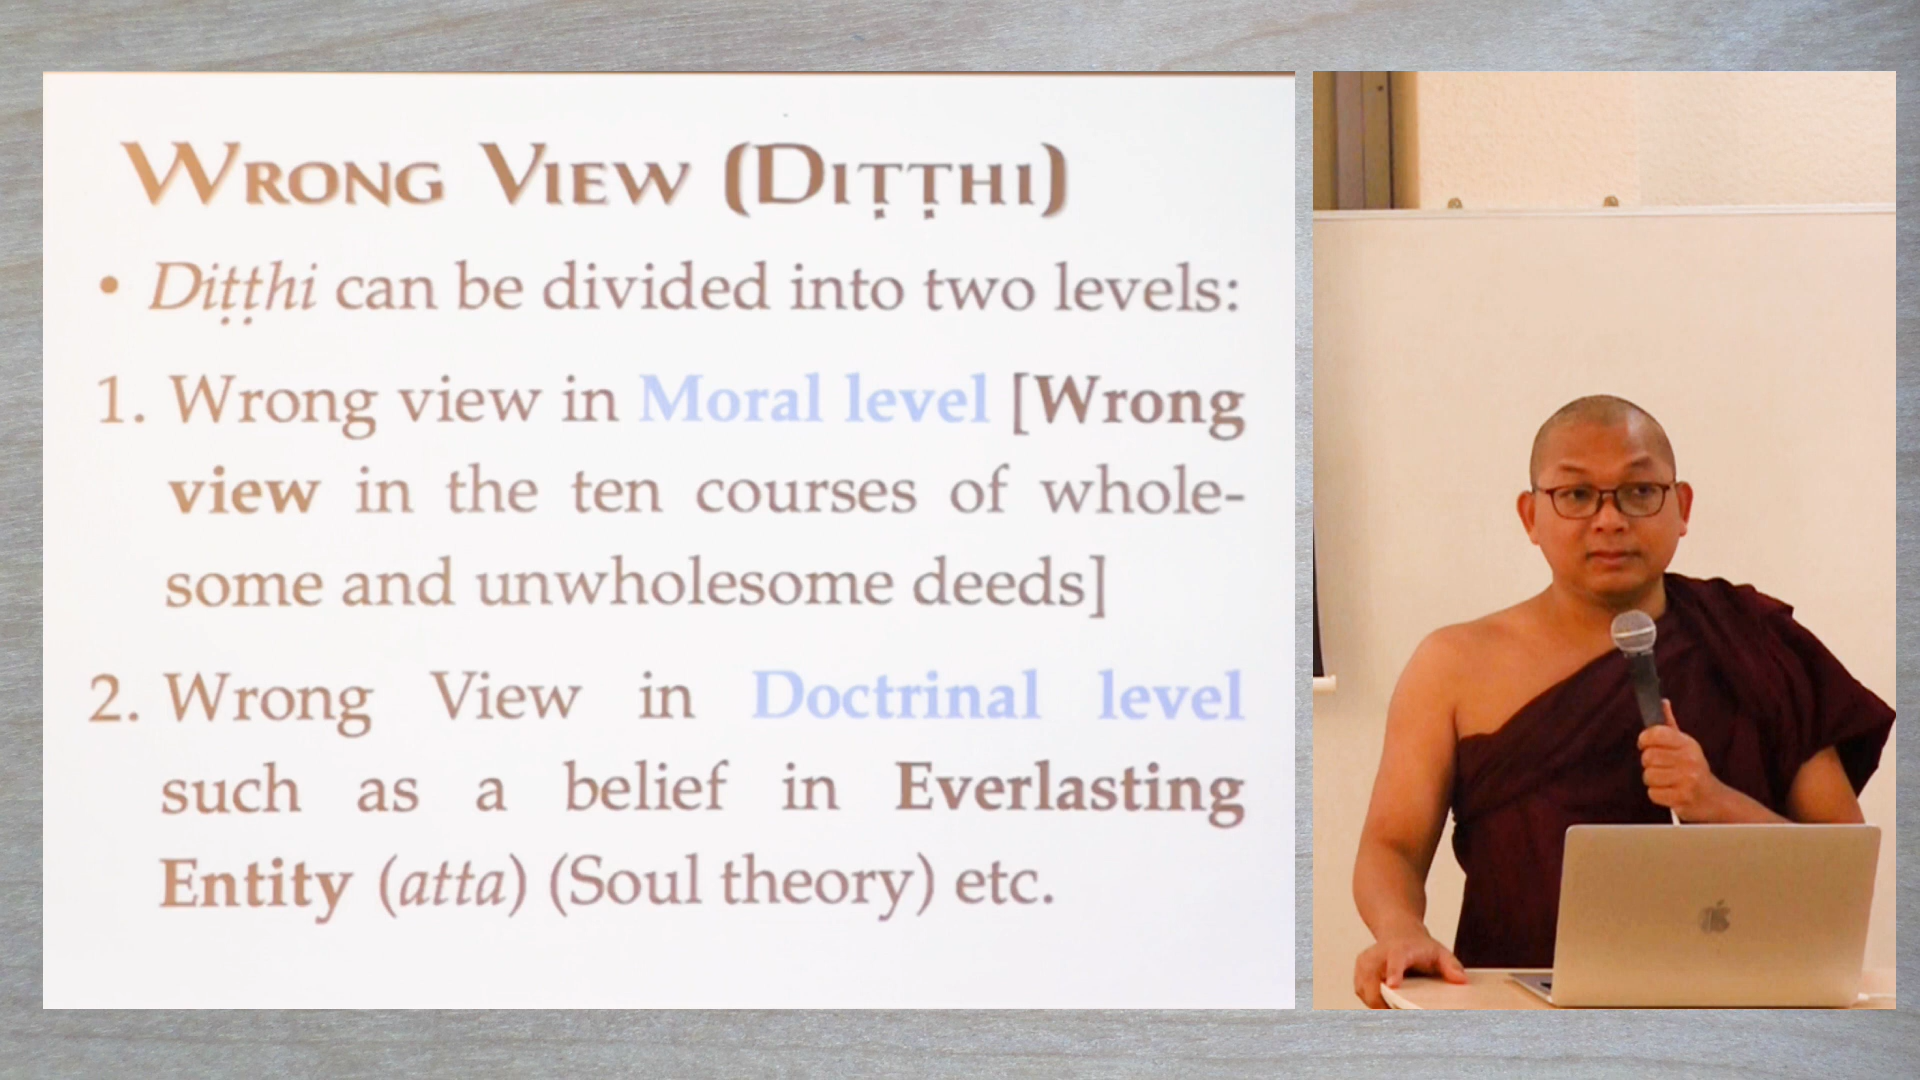 WRONG VIEW (DIṬṬHI)
• Diṭṭhi can be divided into two levels:
1. Wrong view in Moral level [Wrong
view in the ten courses of whole-
some and unwholesome deeds]
2. Wrong View in Doctrinal level
such as a belief in Everlasting
Entity (atta) (Soul theory) etc.